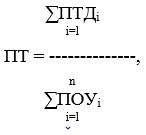 ∑ПТДi
i=l
ПТ = --------------,
n
∑ПОУi
i=l